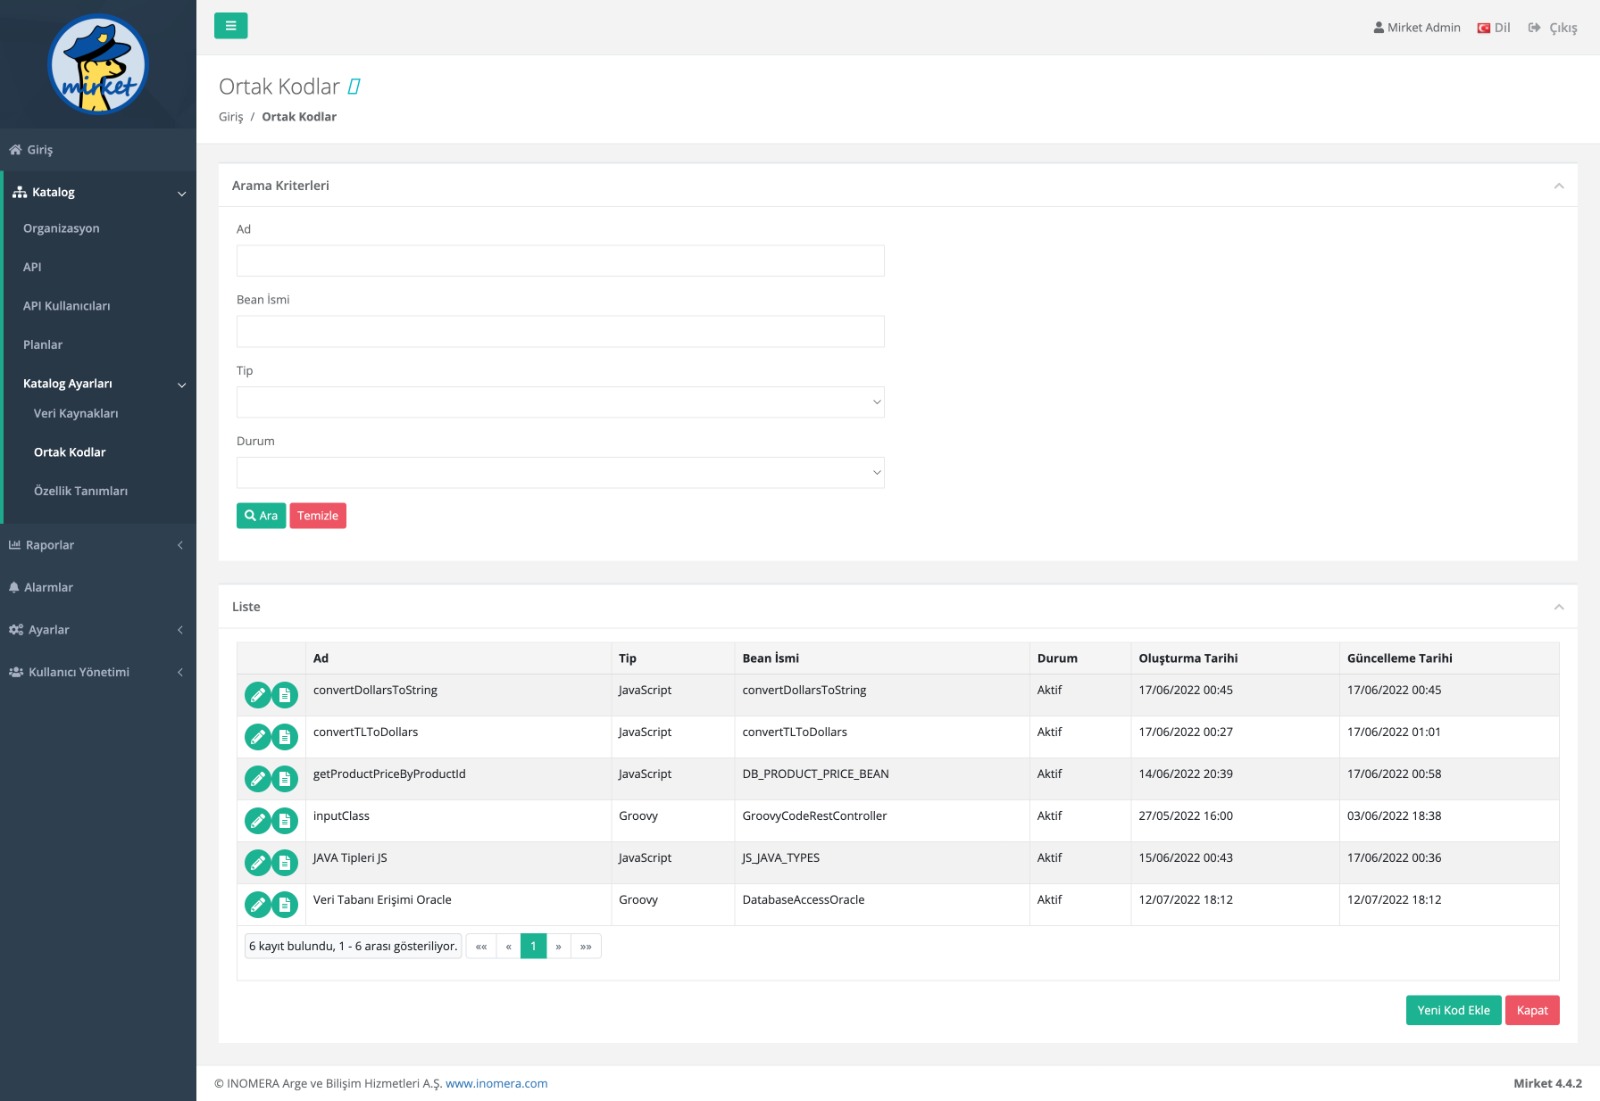 mirket
Mirket Admin
Dil
Çıkış
Ortak Kodlar
Giriş / Ortak Kodlar
Giriş
Katalog
Organizasyon
API
API Kullanıcıları
Planlar
Katalog Ayarları
Veri Kaynakları
Ortak Kodlar
Özellik Tanımları
Raporlar
Alarmlar
Ayarlar
Kullanıcı Yönetimi
Arama Kriterleri
Ad
Bean İsmi
Tip
Durum
Ara
Temizle
Liste
Ad Tip Bean İsmi Durum Oluşturma Tarihi Güncelleme Tarihi
convertDollarsToString JavaScript convertDollarsToString Aktif 17/06/2022 00:45 17/06/2022 00:45
convertTLToDollars JavaScript convertTLToDollars Aktif 17/06/2022 00:27 17/06/2022 01:01
getProductPriceByProductId JavaScript DB_PRODUCT_PRICE_BEAN Aktif 14/06/2022 20:39 17/06/2022 00:58
inputClass Groovy GroovyCodeRestController Aktif 27/05/2022 16:00 03/06/2022 18:38
JAVA Tipleri JS JavaScript JS_JAVA_TYPES Aktif 15/06/2022 00:43 17/06/2022 00:36
Veri Tabanı Erişimi Oracle Groovy DatabaseAccessOracle Aktif 12/07/2022 18:12 12/07/2022 18:12
6 kayıt bulundu, 1 - 6 arası gösteriliyor. «« « 1 » »»
Yeni Kod Ekle
Kapat
© INOMERA Arge ve Bilişim Hizmetleri A.Ş. www.inomera.com
Mirket 4.4.2